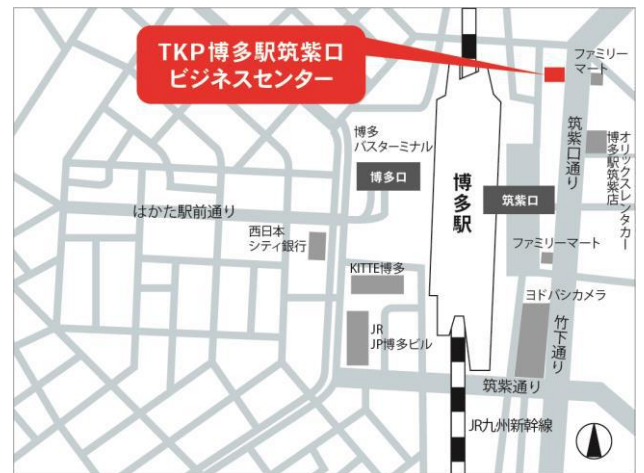 TKP博多駅筑紫口
ビジネスセンター
ファミリー
マート
博多
バスターミナル
博多口
博多駅
筑紫口
筑紫口通り
オリックスレンタカー
博多駅筑紫店
はかた駅前通り
西日本
シティ銀行
KITTE博多
ファミリーマート
JR
JP博多ビル
ヨドバシカメラ
竹下通り
筑紫通り
JR九州新幹線